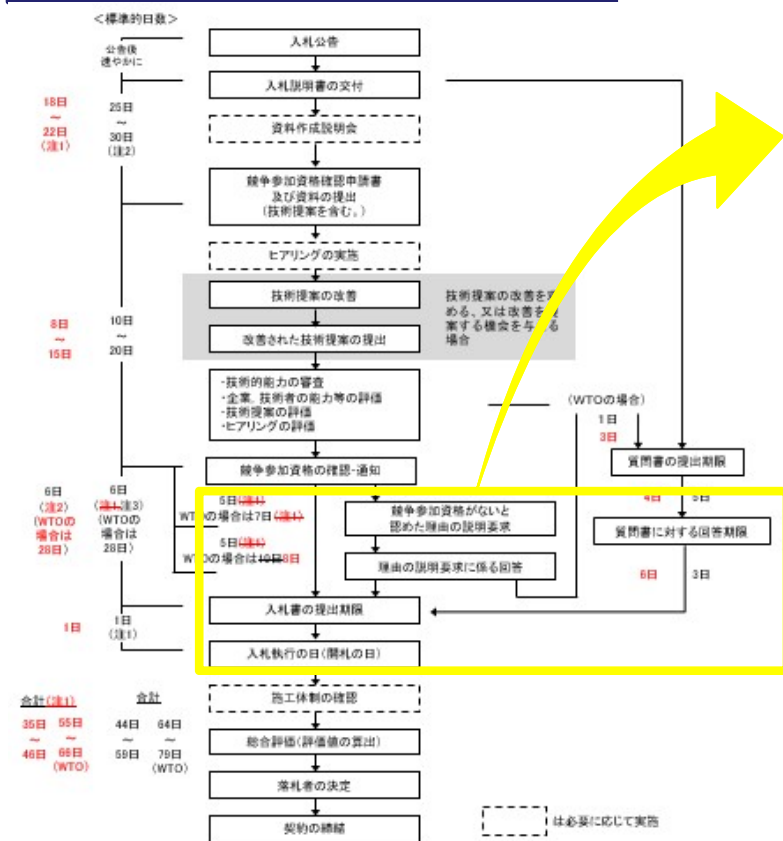 ＜標準的日数＞
公告後
速やかに
入札公告
入札説明書の交付
18日
～
22日
(注1)
25日
～
30日
(注2)
資料作成説明会
競争参加資格確認申請書
及び資料の提出
(技術提案を含む。)
ヒアリングの実施
技術提案の改善
改善された技術提案の提出
技術提案の改善を
める、又は改善を
案する機会を与
場合
8日
～
15日
10日
～
20日
・技術的能力の審査
・企業、技術者の能力等の評価
・技術提案の評価
・ヒアリングの評価
(WTOの場合)
1日
3日
競争参加資格の確認・通知
質問書の提出期限
6日
(注2)
(WTOの
場合は
28日)
6日
(注1注3)
(WTOの
場合は
28日)
5日(注1)
WTOの場合は7日(注1)
5日(注1)
WTOの場合は10日8日
競争参加資格がないと
認めた理由の説明要求
理由の説明要求に係る回答
4日 5日
質問書に対する回答期限
6日 3日
入札書の提出期限
1日
1日
(注1)
入札執行の日(開札の日)
合計(注1)
35日 55日
～ ～
46日 66日
(WTO)
合計
44日 64日
～ ～
59日 79日
(WTO)
施工体制の確認
総合評価(評価値の算出)
落札者の決定
契約の締結
は必要に応じて実施